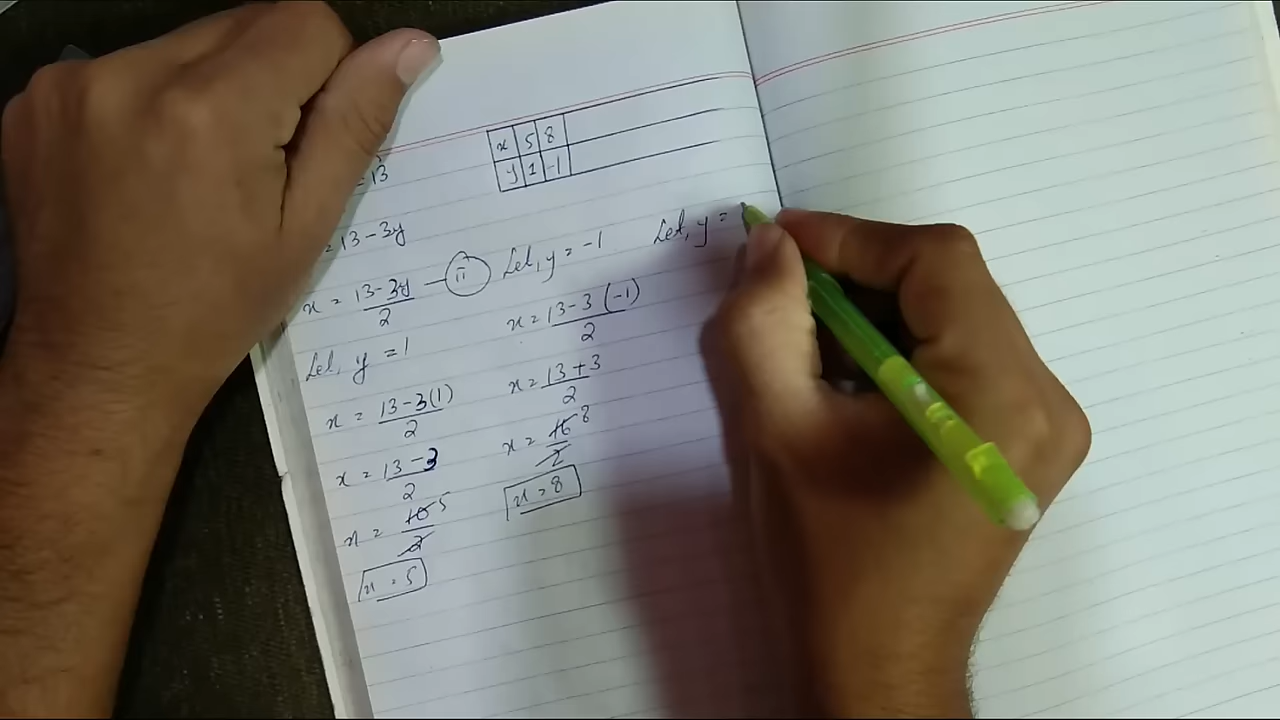 x 5 8
y 1 -1
= 13
= 13 - 3y
x = 13 - 3y / 2 — II
Let, y = 1
x = 13 - 3(1) / 2
x = 13 - 3 / 2
x = 10 / 2 5
x = 5
Let, y = -1
x = 13 - 3(-1) / 2
x = 13 + 3 / 2
x = 16 / 2 8
x = 8
Let, y =